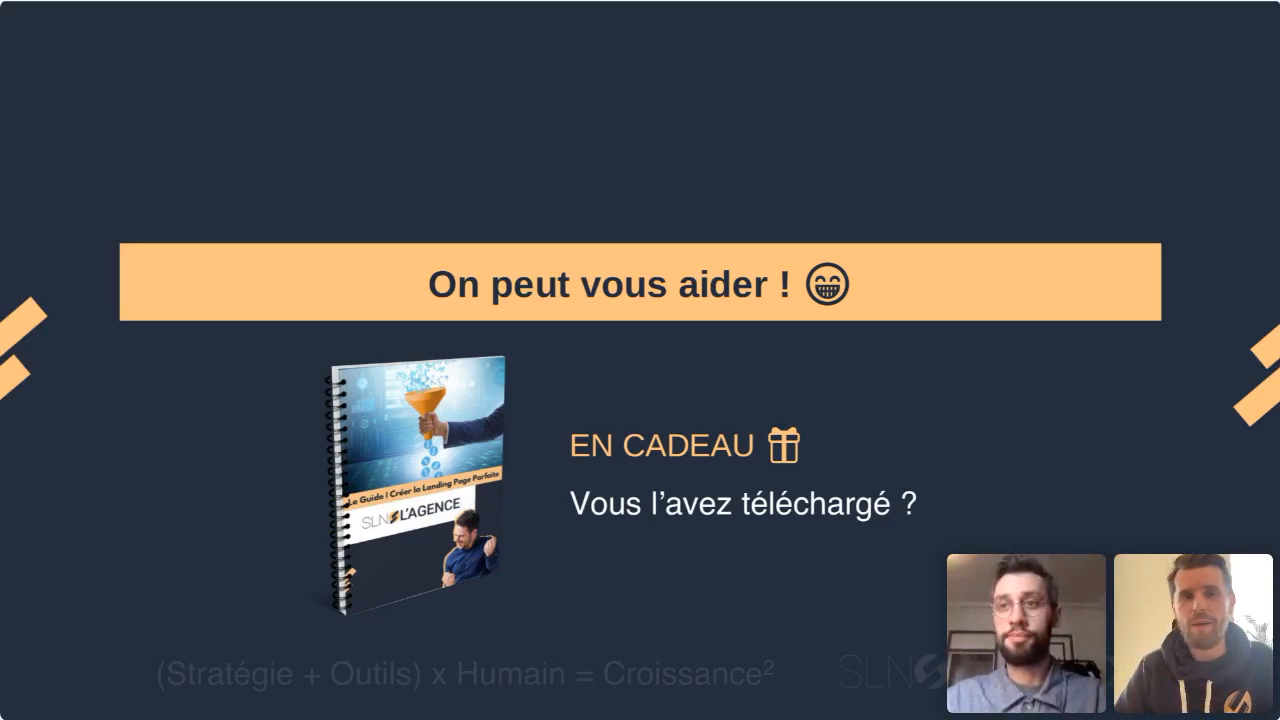 On peut vous aider !
Le Guide | Créer la Landing Page Parfaite
SLN L'AGENCE
EN CADEAU
Vous l’avez téléchargé ?
(Stratégie + Outils) x Humain = Croissance²
SLN